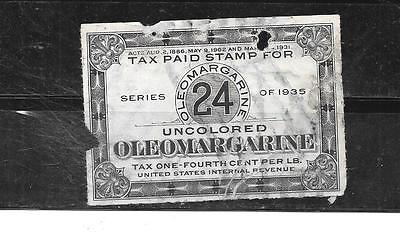 ACTS AUG. 2, 1886, MAY 9, 1902 AND MAR 1931
TAX PAID STAMP FOR
OLEOMARGARINE
SERIES 24 OF 1935
UNCOLORED
OLEOMARGARINE
TAX ONE-FOURTH CENT PER LB.
UNITED STATES INTERNAL REVENUE